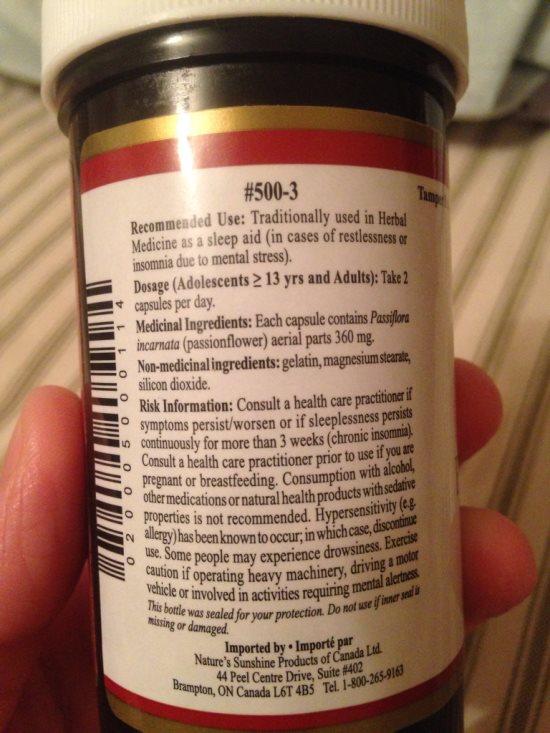 #500-3
Recommended Use: Traditionally used in Herbal
Medicine as a sleep aid (in cases of restlessness or
insomnia due to mental stress).
Dosage (Adolescents ≥ 13 yrs and Adults): Take 2
capsules per day.
Medicinal Ingredients: Each capsule contains Passiflora
incarnata (passionflower) aerial parts 360 mg.
Non-medicinal ingredients: gelatin, magnesium stearate,
silicon dioxide.
Risk Information: Consult a health care practitioner if
symptoms persist/worsen or if sleeplessness persists
continuously for more than 3 weeks (chronic insomnia).
Consult a health care practitioner prior to use if you are
pregnant or breastfeeding. Consumption with alcohol,
other medications or natural health products with sedative
properties is not recommended. Hypersensitivity (e.g.
allergy) has been known to occur; in which case, discontinue
use. Some people may experience drowsiness. Exercise
caution if operating heavy machinery, driving a motor
vehicle or involved in activities requiring mental alertness.
This bottle was sealed for your protection. Do not use if inner seal is
missing or damaged.
Imported by • Importé par
Nature's Sunshine Products of Canada Ltd.
44 Peel Centre Drive, Suite #402
Brampton, ON Canada L6T 4B5 Tel. 1-800-265-9163
0 20005 00011 4